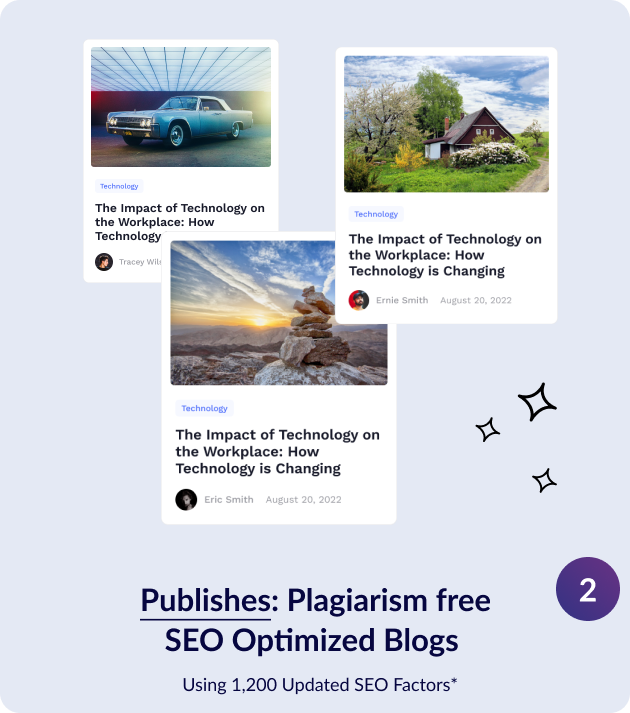 Technology
The Impact of Technology on
the Workplace: How
Technology
Tracey
Technology
The Impact of Technology on
the Workplace: How
Technology is Changing
Ernie Smith August 20, 2022
Technology
The Impact of Technology on
the Workplace: How
Technology is Changing
Eric Smith August 20, 2022
2
Publishes: Plagiarism free
SEO Optimized Blogs
Using 1,200 Updated SEO Factors*